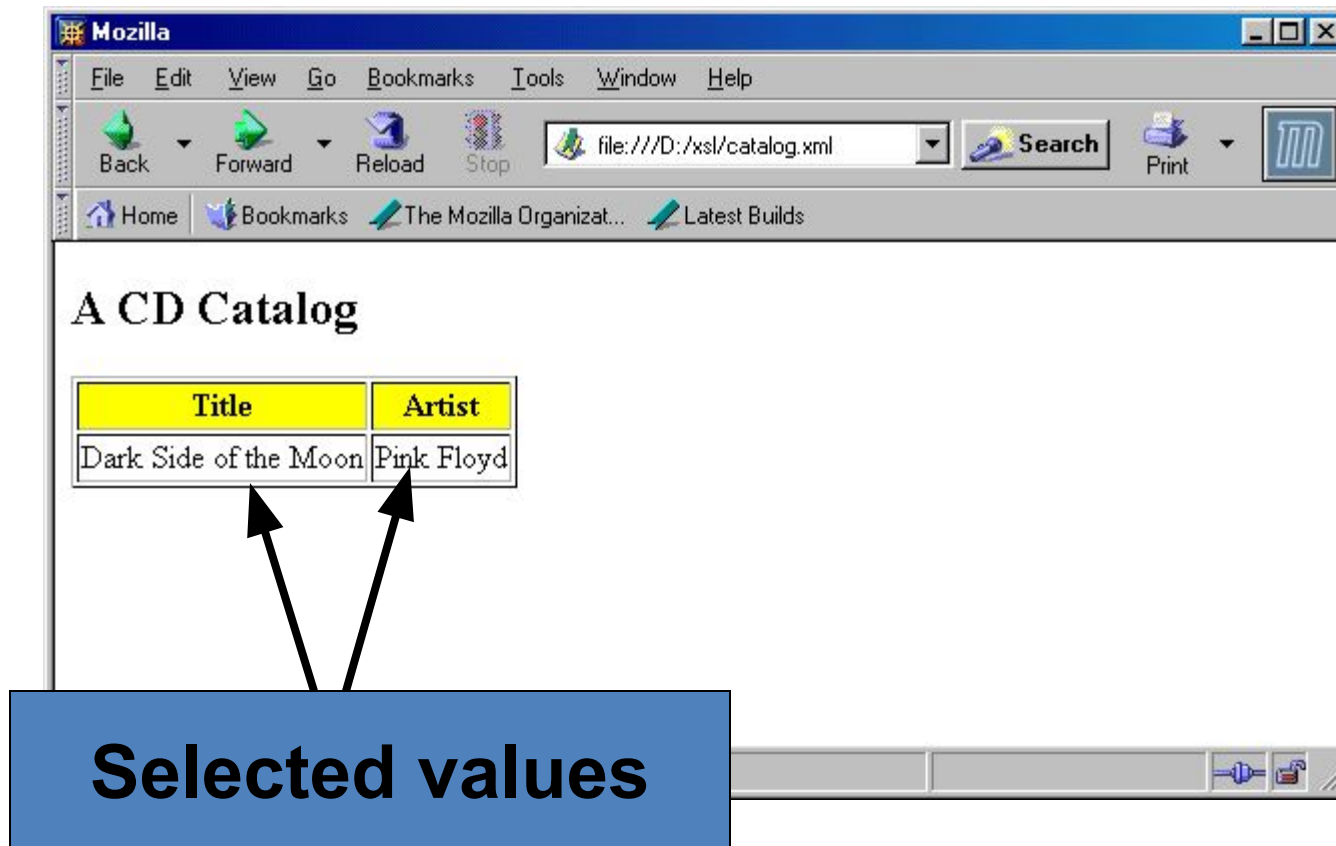 Mozilla
File Edit View Go Bookmarks Tools Window Help
Back Forward Reload Stop file:///D:/xsl/catalog.xml Search Print
Home Bookmarks The Mozilla Organizat... Latest Builds
A CD Catalog
Title Artist
Dark Side of the Moon Pink Floyd
Selected values